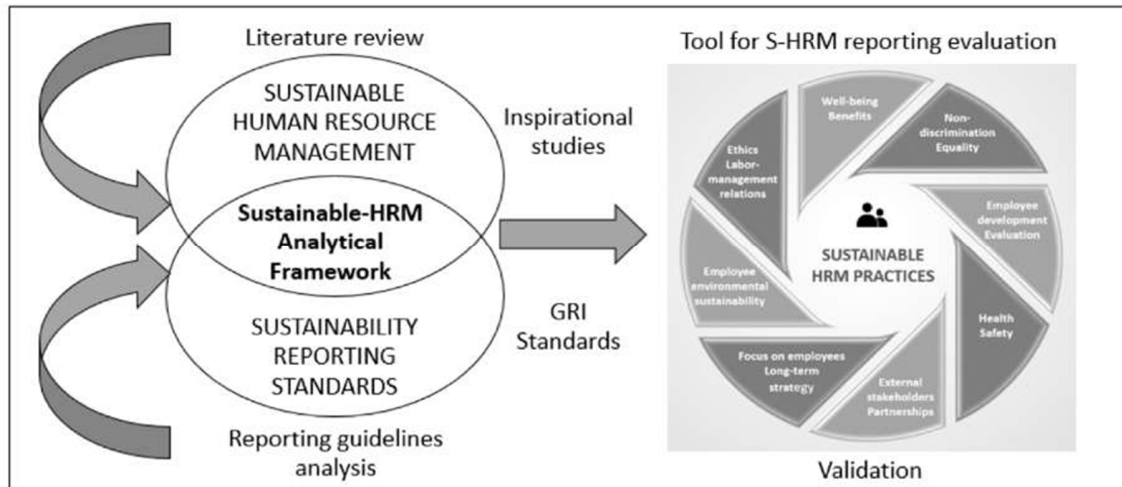 Literature review
SUSTAINABLE
HUMAN RESOURCE
MANAGEMENT
Sustainable-HRM
Analytical
Framework
SUSTAINABILITY
REPORTING
STANDARDS
Reporting guidelines
analysis
Inspirational
studies
GRI
Standards
Tool for S-HRM reporting evaluation
Well-being
Benefits
Non-
discrimination
Equality
Employee
development
Evaluation
Health
Safety
External
stakeholders
Partnerships
Focus on employees
Long-term
strategy
Employee
environmental
sustainability
Ethics
Labor-
management
relations
SUSTAINABLE
HRM PRACTICES
Validation